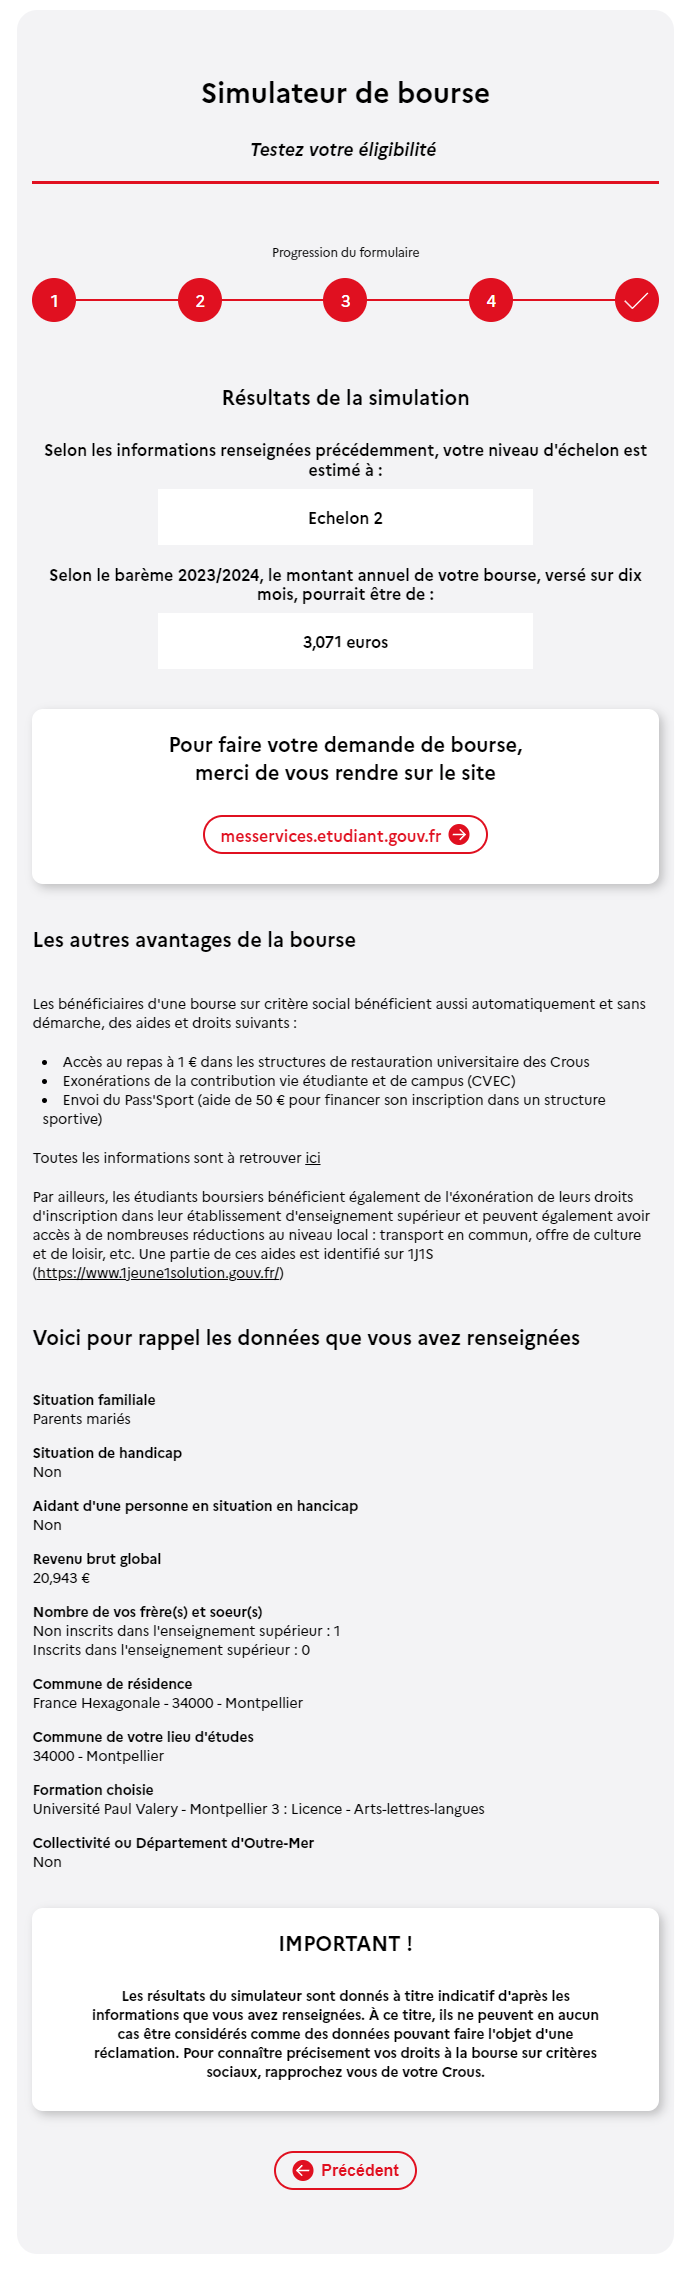 Simulateur de bourse
Testez votre éligibilité
Progression du formulaire
1 2 3 4
Résultats de la simulation
Selon les informations renseignées précédemment, votre niveau d'échelon est
estimé à :
Echelon 2
Selon le barème 2023/2024, le montant annuel de votre bourse, versé sur dix
mois, pourrait être de :
3,071 euros
Pour faire votre demande de bourse,
merci de vous rendre sur le site
messervices.etudiant.gouv.fr
Les autres avantages de la bourse
Les bénéficiaires d'une bourse sur critère social bénéficient aussi automatiquement et sans
démarche, des aides et droits suivants :
• Accès au repas à 1 € dans les structures de restauration universitaire des Crous
• Exonérations de la contribution vie étudiante et de campus (CVEC)
• Envoi du Pass'Sport (aide de 50 € pour financer son inscription dans un structure
sportive)
Toutes les informations sont à retrouver ici
Par ailleurs, les étudiants boursiers bénéficient également de l'éxonération de leurs droits
d'inscription dans leur établissement d'enseignement supérieur et peuvent également avoir
accès à de nombreuses réductions au niveau local : transport en commun, offre de culture
et de loisir, etc. Une partie de ces aides est identifié sur 1J1S
(https://www.1jeune1solution.gouv.fr/)
Voici pour rappel les données que vous avez renseignées
Situation familiale
Parents mariés
Situation de handicap
Non
Aidant d'une personne en situation en hancicap
Non
Revenu brut global
20,943 €
Nombre de vos frère(s) et soeur(s)
Non inscrits dans l'enseignement supérieur : 1
Inscrits dans l'enseignement supérieur : 0
Commune de résidence
France Hexagonale - 34000 - Montpellier
Commune de votre lieu d'études
34000 - Montpellier
Formation choisie
Université Paul Valery - Montpellier 3 : Licence - Arts-lettres-langues
Collectivité ou Département d'Outre-Mer
Non
IMPORTANT !
Les résultats du simulateur sont donnés à titre indicatif d'après les
informations que vous avez renseignées. À ce titre, ils ne peuvent en aucun
cas être considérés comme des données pouvant faire l'objet d'une
réclamation. Pour connaître précisement vos droits à la bourse sur critères
sociaux, rapprochez vous de votre Crous.
Précédent